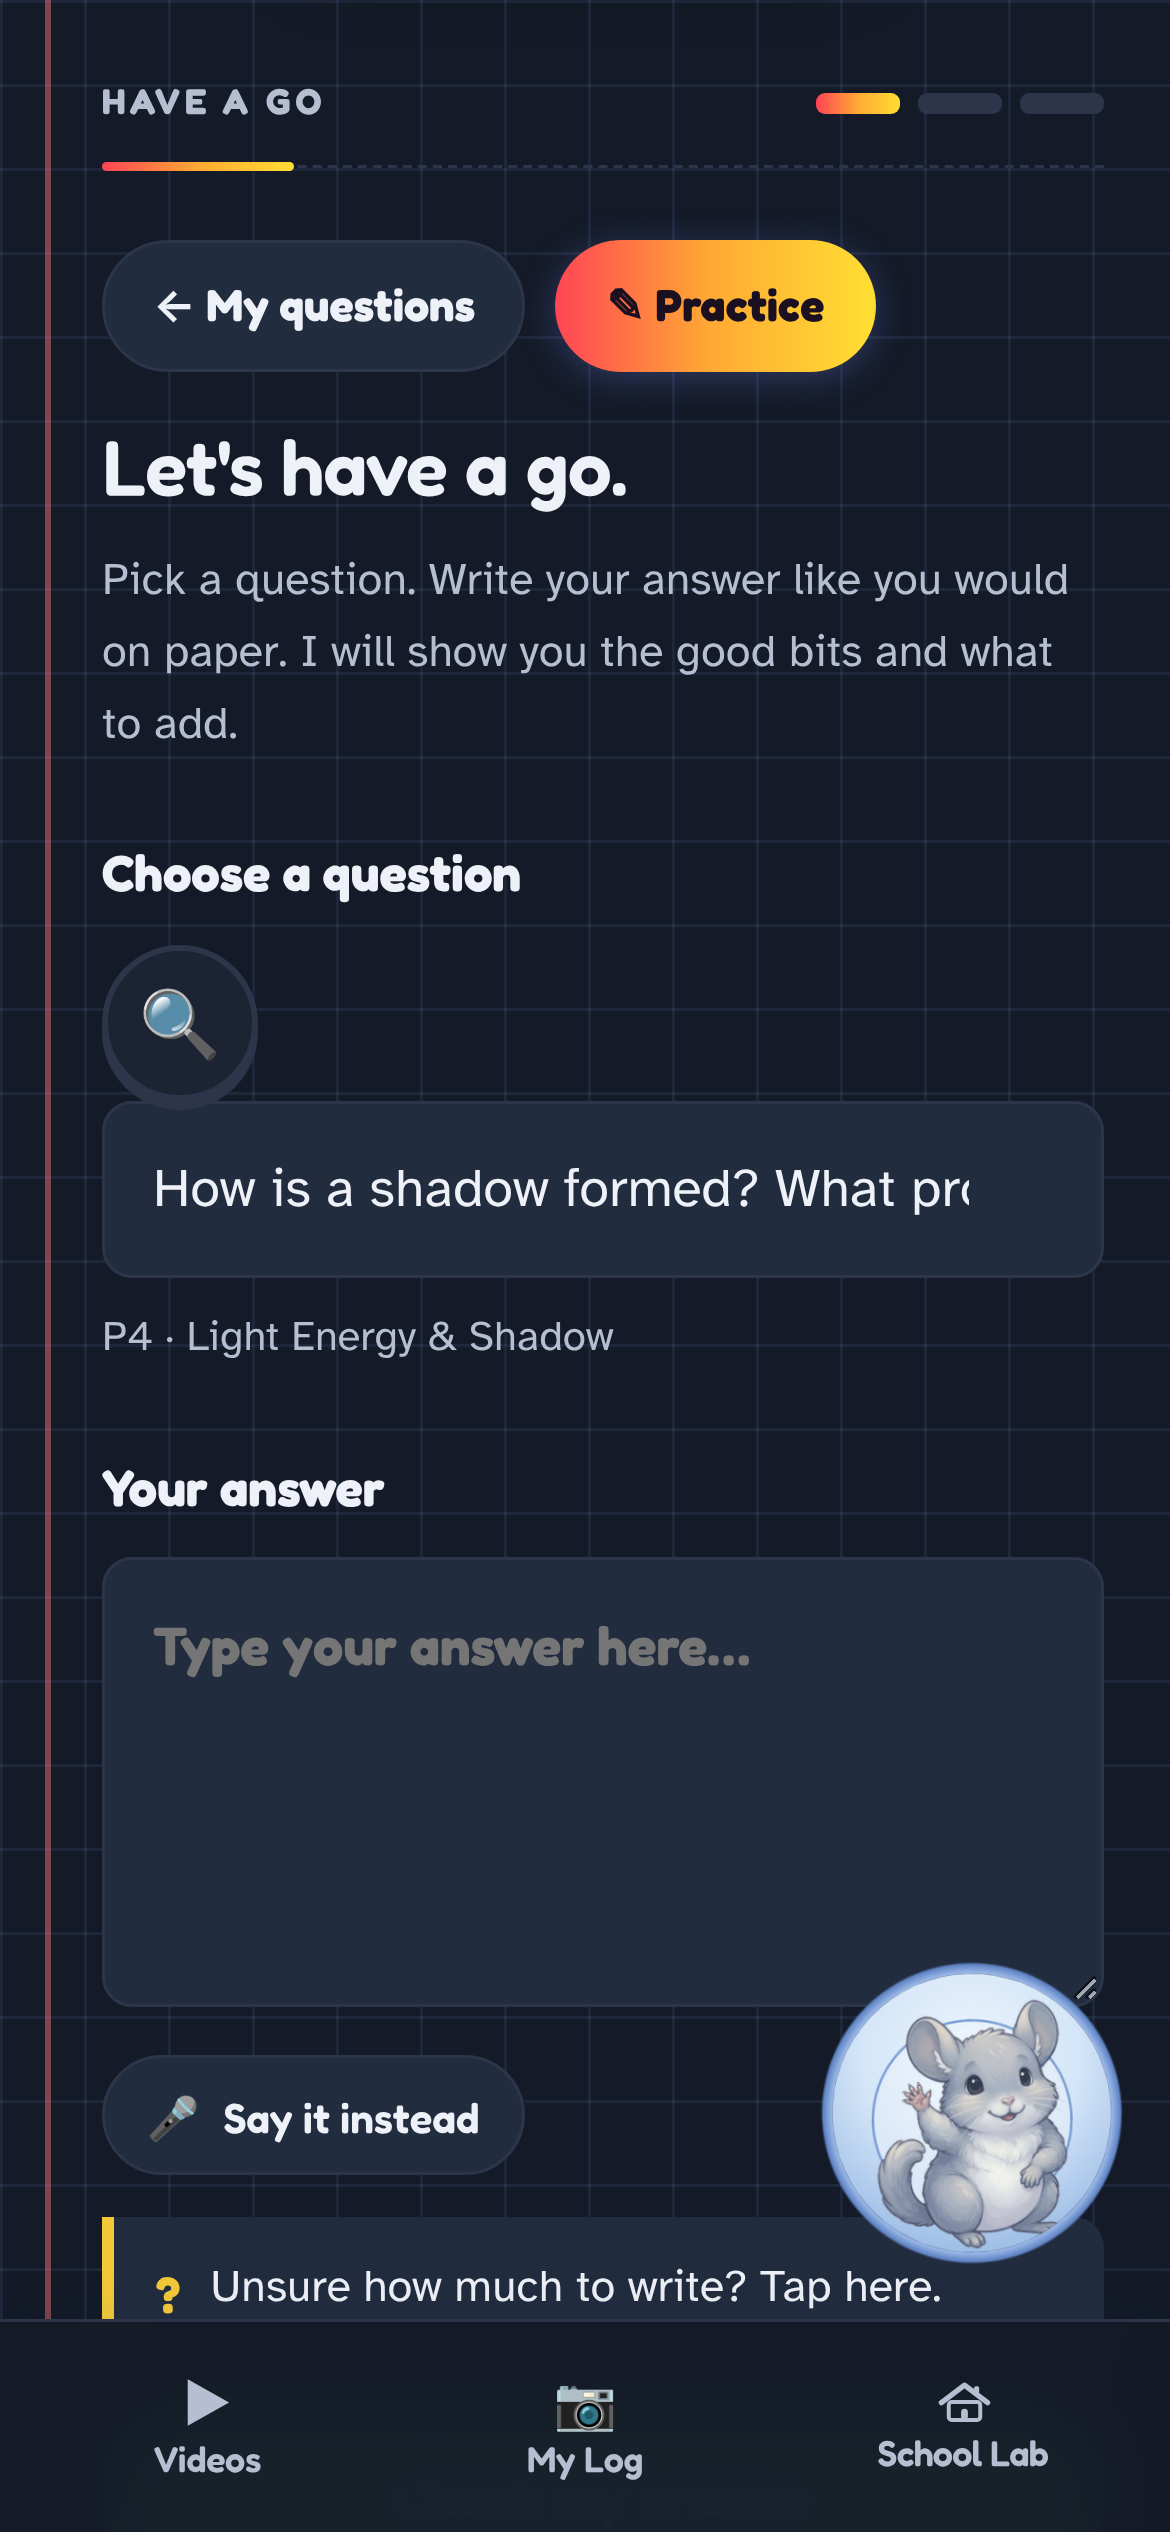 HAVE A GO
← My questions
✎ Practice
Let's have a go.
Pick a question. Write your answer like you would
on paper. I will show you the good bits and what
to add.
Choose a question
How is a shadow formed? What
P4 · Light Energy & Shadow
Your answer
Type your answer here...
Say it instead
? Unsure how much to write? Tap here.
Videos
My Log
School Lab